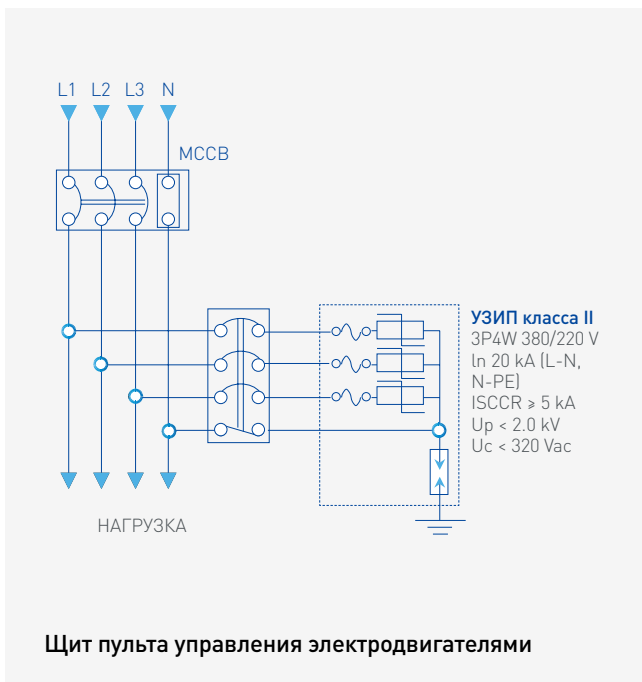 L1 L2 L3 N
MCCB
УЗИП класса II
3P4W 380/220 V
ln 20 kA (L-N,
N-PE)
ISCCR ≥ 5 kA
Up < 2.0 kV
Uc < 320 Vac
НАГРУЗКА
Щит пульта управления электродвигателями